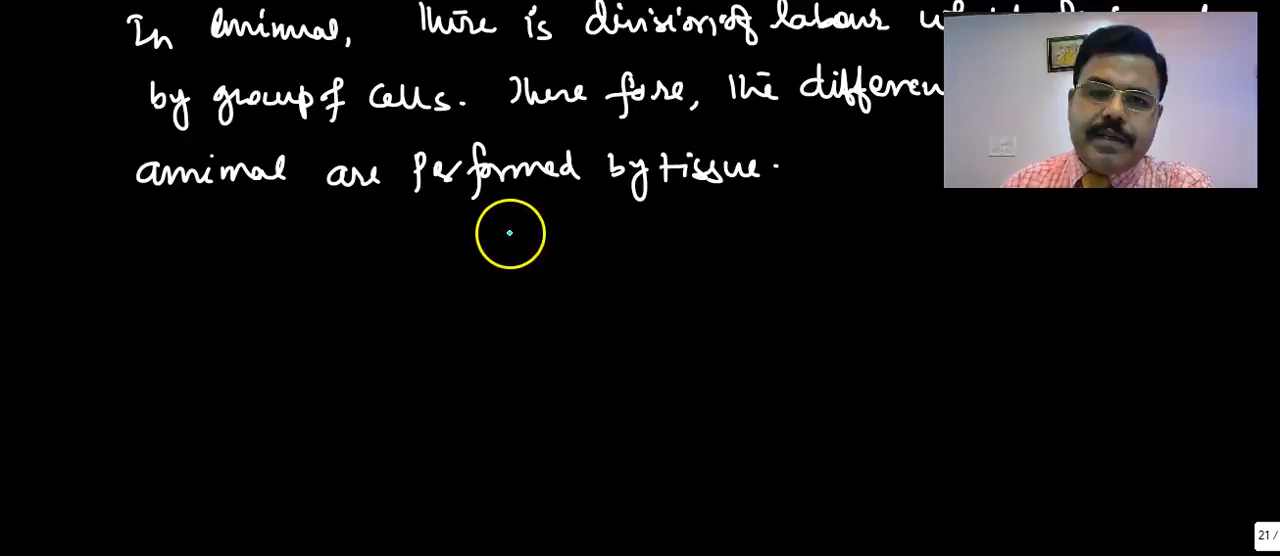 In animal, There is division of labour
by group of cells. There fore, the differen
animal are performed by tissue.
21 /